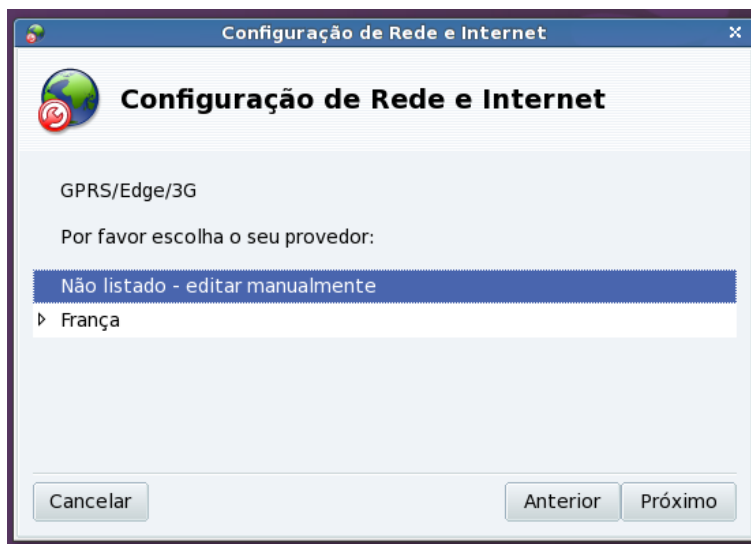 Configuração de Rede e Internet
Configuração de Rede e Internet
GPRS/Edge/3G
Por favor escolha o seu provedor:
Não listado - editar manualmente
França
Cancelar Anterior Próximo